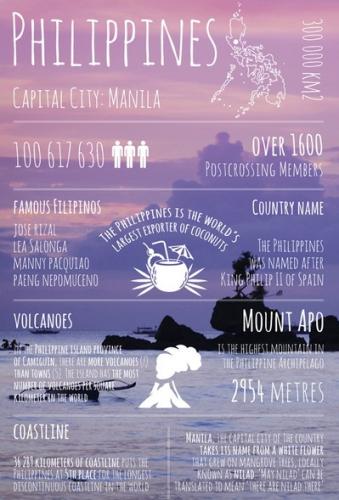 PHILIPPINES
300 000 KM2
CAPITAL CITY: MANILA
100 617 630
OVER 1600
POSTCROSSING MEMBERS
FAMOUS FILIPINOS
JOSE RIZAL
LEA SALONGA
MANNY PACQUIAO
PAENG NEPOMUCENO
THE PHILIPPINES IS THE WORLD'S
LARGEST EXPORTER OF COCONUTS
COUNTRY NAME
THE PHILIPPINES
WAS NAMED AFTER
KING PHILIP II OF SPAIN
VOLCANOES
IN THE PHILIPPINE ISLAND PROVINCE
OF CAMIGUIN, THERE ARE MORE VOLCANOES (7)
THAN TOWNS (5). THE ISLAND HAS THE MOST
NUMBER OF VOLCANOES PER SQUARE
KILOMETER IN THE WORLD
MOUNT APO
IS THE HIGHEST MOUNTAIN IN
THE PHILIPPINE ARCHIPELAGO
2954 METRES
COASTLINE
36 289 KILOMETERS OF COASTLINE PUTS THE
PHILIPPINES AT 5TH PLACE FOR THE LONGEST
DISCONTINUOUS COASTLINE IN THE WORLD
MANILA, THE CAPITAL CITY OF THE COUNTRY
TAKES ITS NAME FROM A WHITE FLOWER
THAT GREW ON MANGROVE TREES, LOCALLY
KNOWN AS NILAD. "MAY NILAD" CAN BE
TRANSLATED TO AS AN "THERE ARE NILAD THERE"